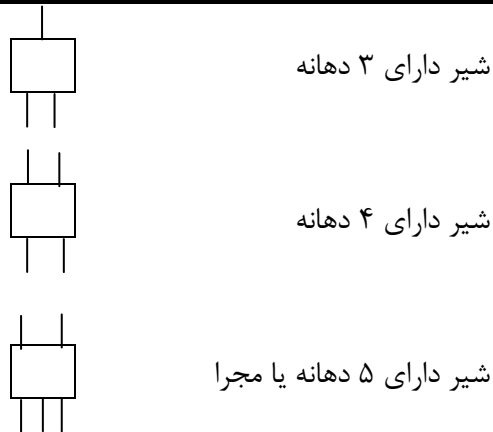 شیر دارای ۳ دهانه
شیر دارای ۴ دهانه
شیر دارای ۵ دهانه یا مجرا